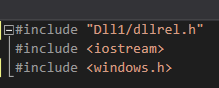 #include "Dll1/dllrel.h"
#include <iostream>
#include <windows.h>